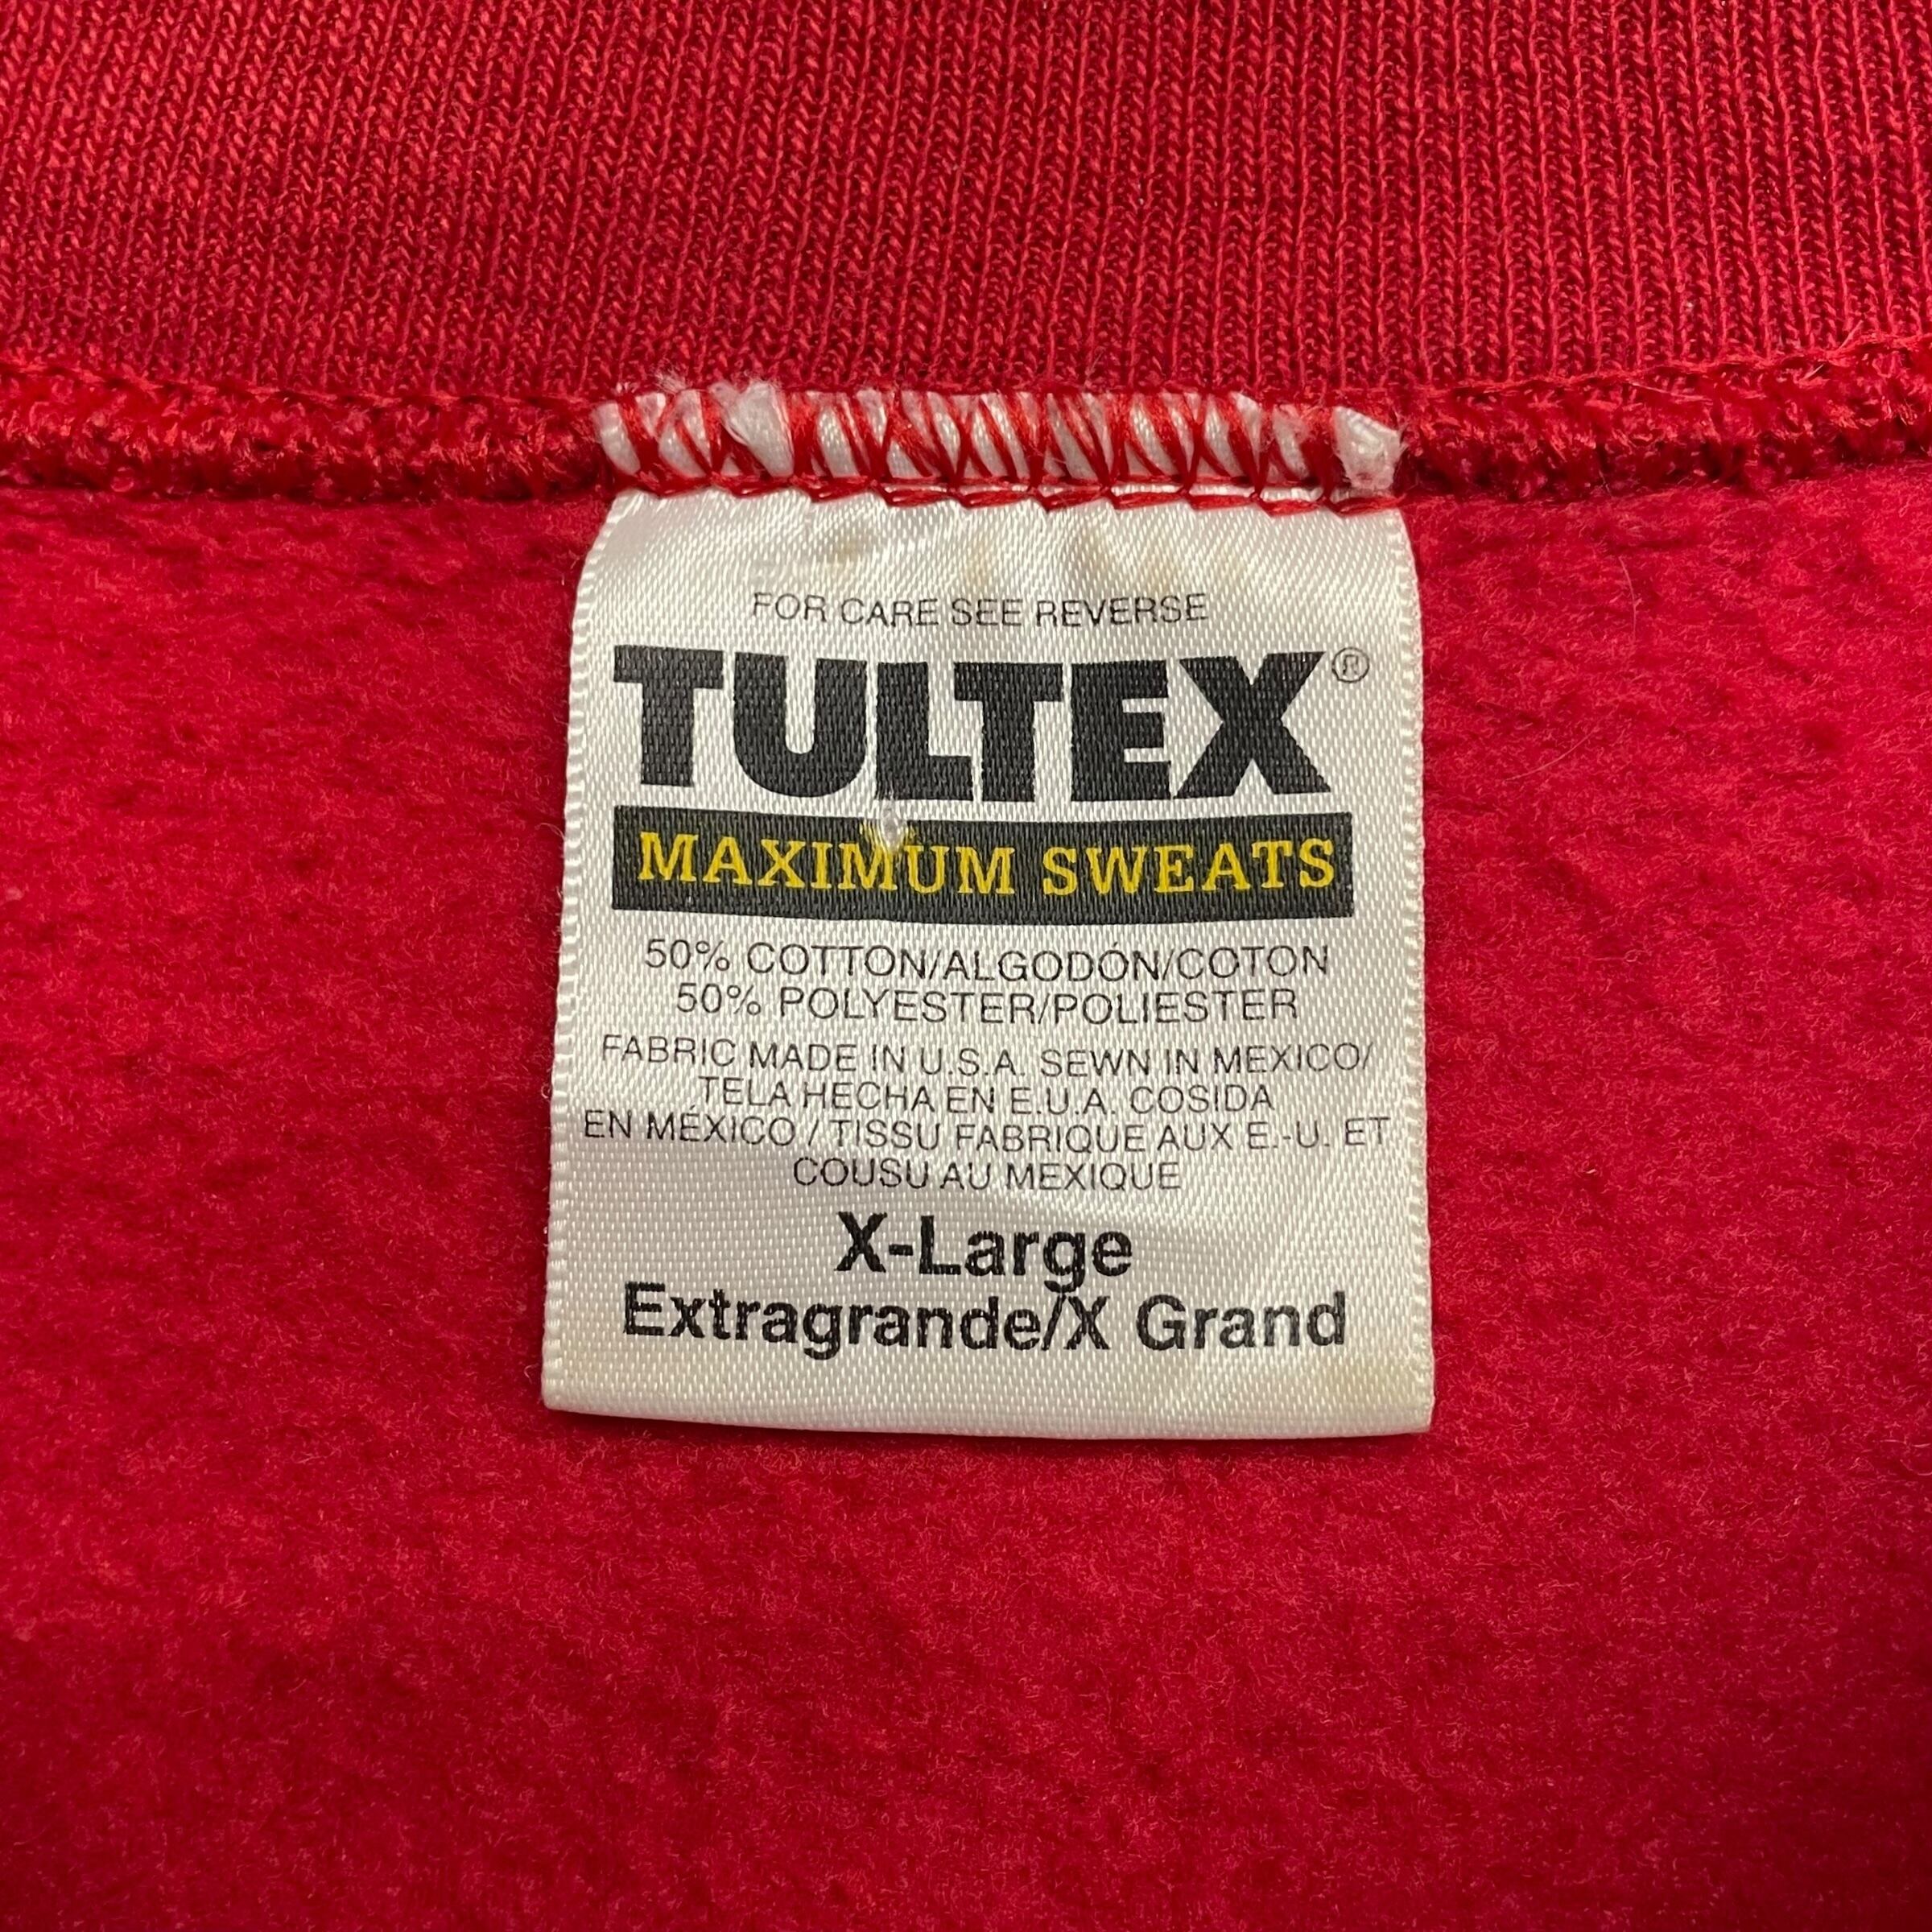 FOR CARE SEE REVERSE
TULTEX®
MAXIMUM SWEATS
50% COTTON/ALGODÓN/COTON
50% POLYESTER/POLIESTER
FABRIC MADE IN U.S.A. SEWN IN MEXICO/
TELA HECHA EN E.U.A. COSIDA
EN MÉXICO / TISSU FABRIQUE AUX E.-U. ET
COUSU AU MEXIQUE
X-Large
Extragrande/X Grand